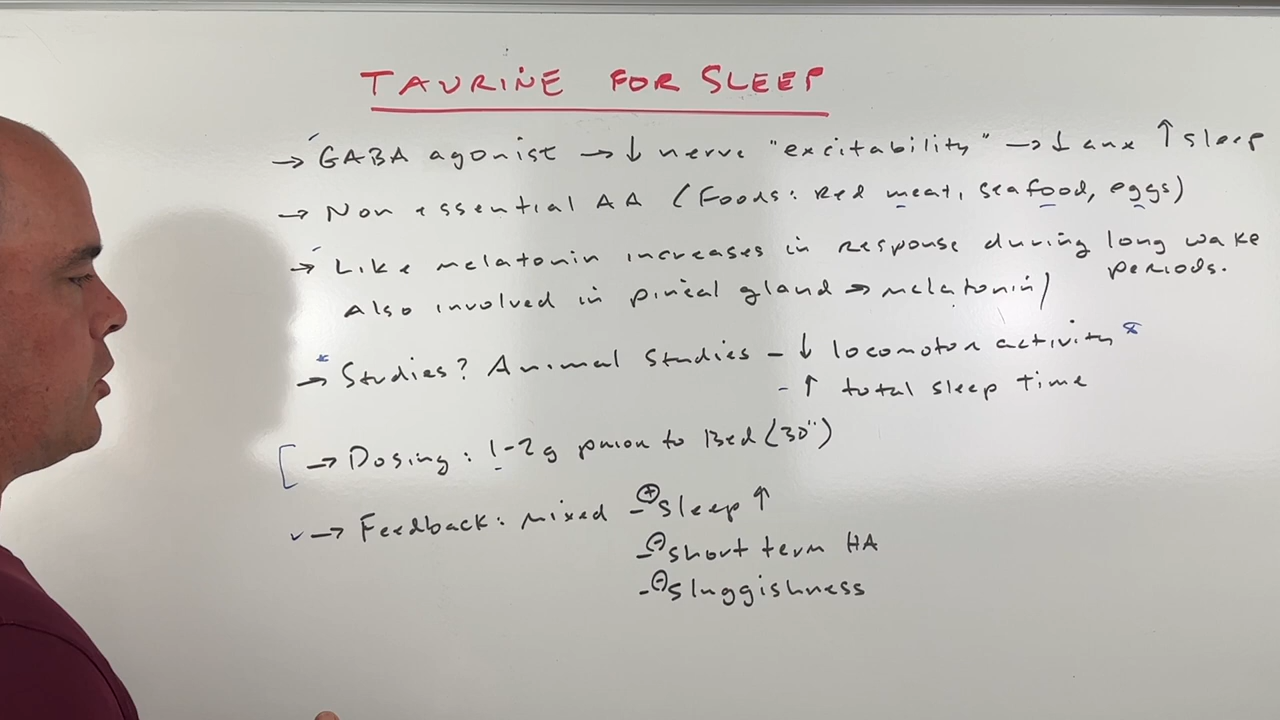 TAURINE FOR SLEEP
→ GABA agonist → ↓ nerve "excitability" → ↓ anx ↑ sleep
→ Non essential AA (Foods: Red meat, seafood, eggs)
→ Like melatonin increases in response during long wake
periods.
Also involved in pineal gland → melatonin)
* → Studies? Animal Studies - ↓ locomotor activity *
- ↑ total sleep time
[ → Dosing: 1-2g prior to Bed (30")
✓ → Feedback: mixed - ⊕ sleep ↑
- ⊖ short term HA
- ⊖ sluggishness